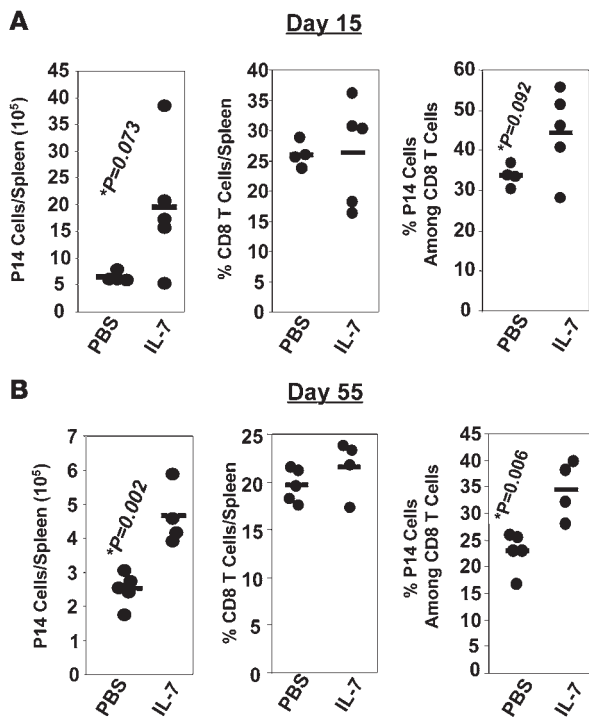 A
Day 15
P14 Cells/Spleen (10⁵)
45
40
35
30
25
20
15
10
5
0
*P=0.073
PBS
IL-7
% CD8 T Cells/Spleen
40
35
30
25
20
15
10
5
0
PBS
IL-7
% P14 Cells
Among CD8 T Cells
60
50
40
30
20
10
0
*P=0.092
PBS
IL-7
B
Day 55
P14 Cells/Spleen (10⁵)
7
6
5
4
3
2
1
0
*P=0.002
PBS
IL-7
% CD8 T Cells/Spleen
25
20
15
10
5
0
PBS
IL-7
% P14 Cells
Among CD8 T Cells
45
40
35
30
25
23
20
15
10
5
0
*P=0.006
PBS
IL-7